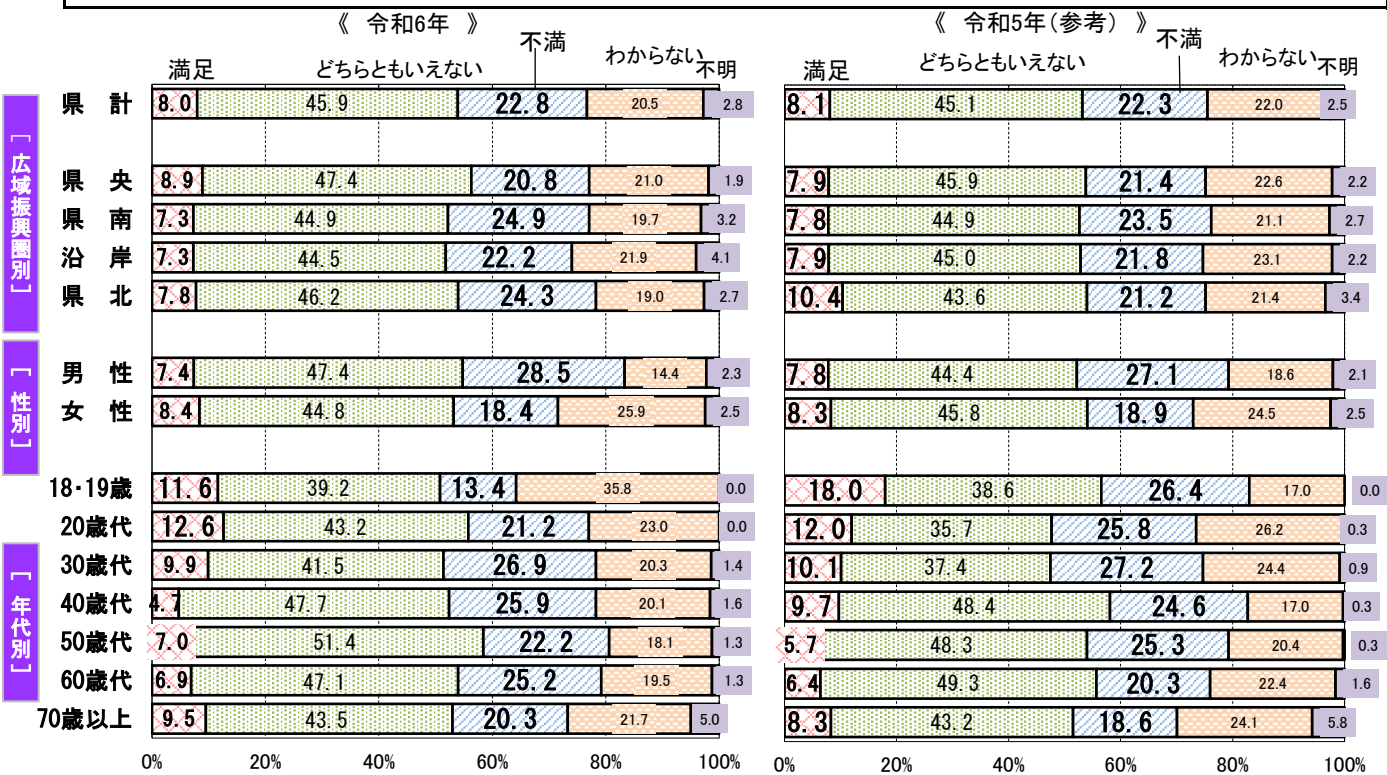 《 令和6年 》
《 令和5年(参考) 》
満足 どちらともいえない 不満 わからない 不明
満足 どちらともいえない 不満 わからない 不明
[広域振興圏別]
県 計 8.0 45.9 22.8 20.5 2.8 8.1 45.1 22.3 22.0 2.5
県 央 8.9 47.4 20.8 21.0 1.9 7.9 45.9 21.4 22.6 2.2
県 南 7.3 44.9 24.9 19.7 3.2 7.8 44.9 23.5 21.1 2.7
沿 岸 7.3 44.5 22.2 21.9 4.1 7.9 45.0 21.8 23.1 2.2
県 北 7.8 46.2 24.3 19.0 2.7 10.4 43.6 21.2 21.4 3.4
[性別]
男 性 7.4 47.4 28.5 14.4 2.3 7.8 44.4 27.1 18.6 2.1
女 性 8.4 44.8 18.4 25.9 2.5 8.3 45.8 18.9 24.5 2.5
[年代別]
18・19歳 11.6 39.2 13.4 35.8 0.0 18.0 38.6 26.4 17.0 0.0
20歳代 12.6 43.2 21.2 23.0 0.0 12.0 35.7 25.8 26.2 0.3
30歳代 9.9 41.5 26.9 20.3 1.4 10.1 37.4 27.2 24.4 0.9
40歳代 4.7 47.7 25.9 20.1 1.6 9.7 48.4 24.6 17.0 0.3
50歳代 7.0 51.4 22.2 18.1 1.3 5.7 48.3 25.3 20.4 0.3
60歳代 6.9 47.1 25.2 19.5 1.3 6.4 49.3 20.3 22.4 1.6
70歳以上 9.5 43.5 20.3 21.7 5.0 8.3 43.2 18.6 24.1 5.8
0% 20% 40% 60% 80% 100% 0% 20% 40% 60% 80% 100%